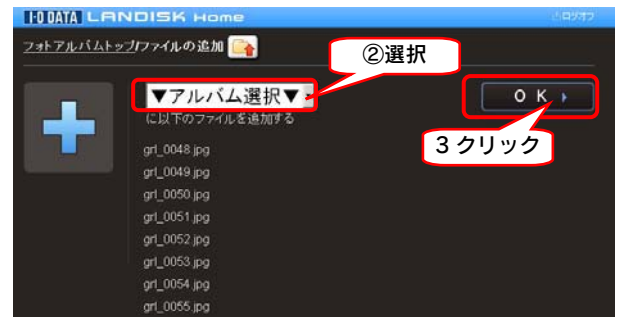 I-O DATA LANDISK Home
ログオフ
フォトアルバムトップ/ファイルの追加
②選択
▼アルバム選択▼
OK
に以下のファイルを追加する
3クリック
grl_0048.jpg
grl_0049.jpg
grl_0050.jpg
grl_0051.jpg
grl_0052.jpg
grl_0053.jpg
grl_0054.jpg
grl_0055.jpg